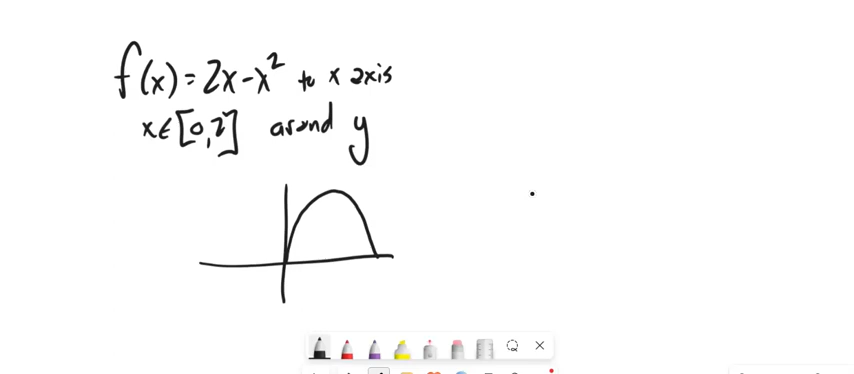 f(x) = 2x - x² to x axis
x ∈ [0,2] around y